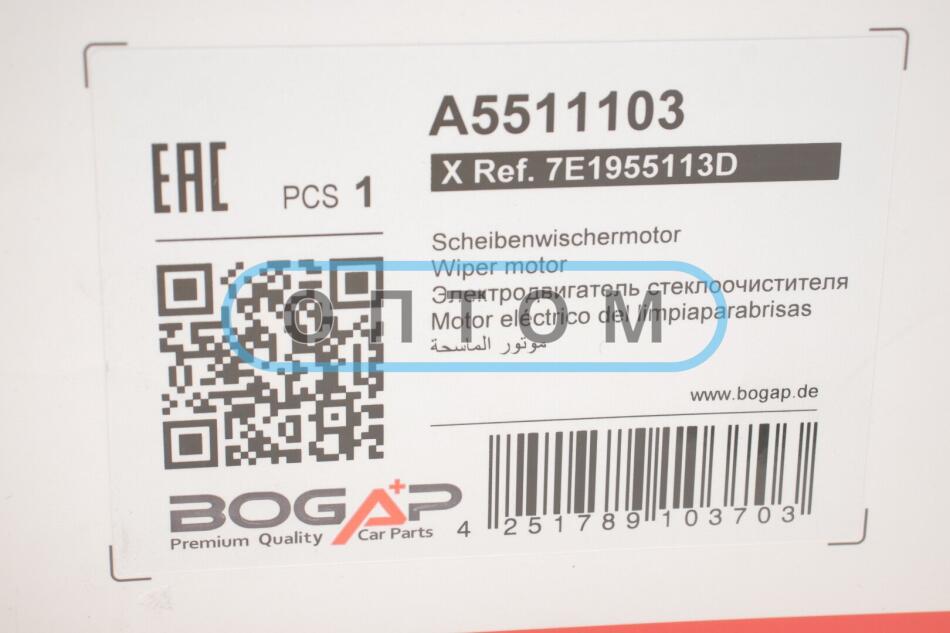 A5511103
EAC
PCS 1
X Ref. 7E1955113D
Scheibenwischermotor
Wiper motor
Электродвигатель стеклоочистителя
Motor eléctrico del limpiaparabrisas
موتور الماسحة
ОПТОМ
www.bogap.de
BOGAP
Premium Quality Car Parts
4 251789 103703